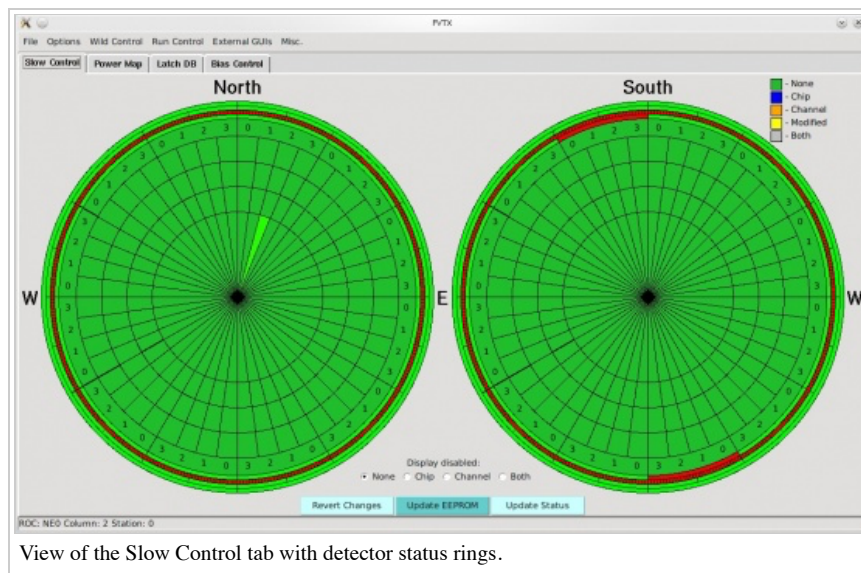 FVTX
File Options Wild Control Run Control External GUIs Misc.
Slow Control Power Map Latch DB Bias Control
North South
- None
- Chip
- Channel
- Modified
- Both
W E W
Display disabled:
None Chip Channel Both
Revert Changes Update EEPROM Update Status
ROC: NE0 Column: 2 Station: 0
View of the Slow Control tab with detector status rings.